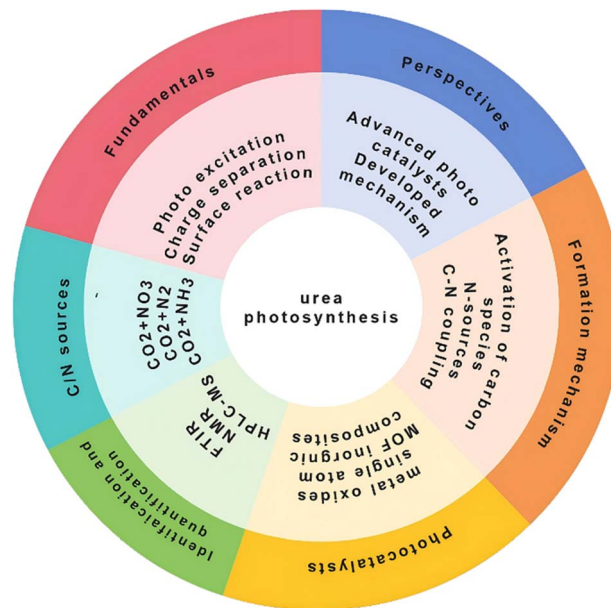 Fundamentals
Photo excitation
Charge separation
Surface reaction
Perspectives
Advanced photo
catalysts
Developed
mechanism
Formation mechanism
Activation of carbon
species
N-sources
C-N coupling
Photocatalysts
metal oxides
single atom
MOF inorgnic
composites
Identifaication and
quantification
FTIR
NMR
HPLC-MS
C/N sources
CO2+NO3
CO2+N2
CO2+NH3
urea
photosynthesis